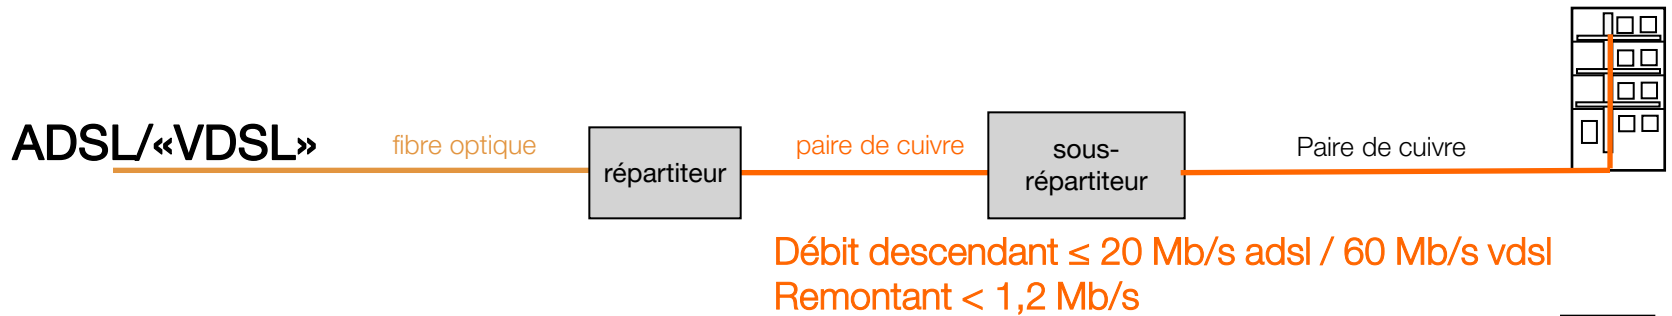 ADSL/«VDSL»
fibre optique
répartiteur
paire de cuivre
sous-
répartiteur
Paire de cuivre
Débit descendant ≤ 20 Mb/s adsl / 60 Mb/s vdsl
Remontant < 1,2 Mb/s